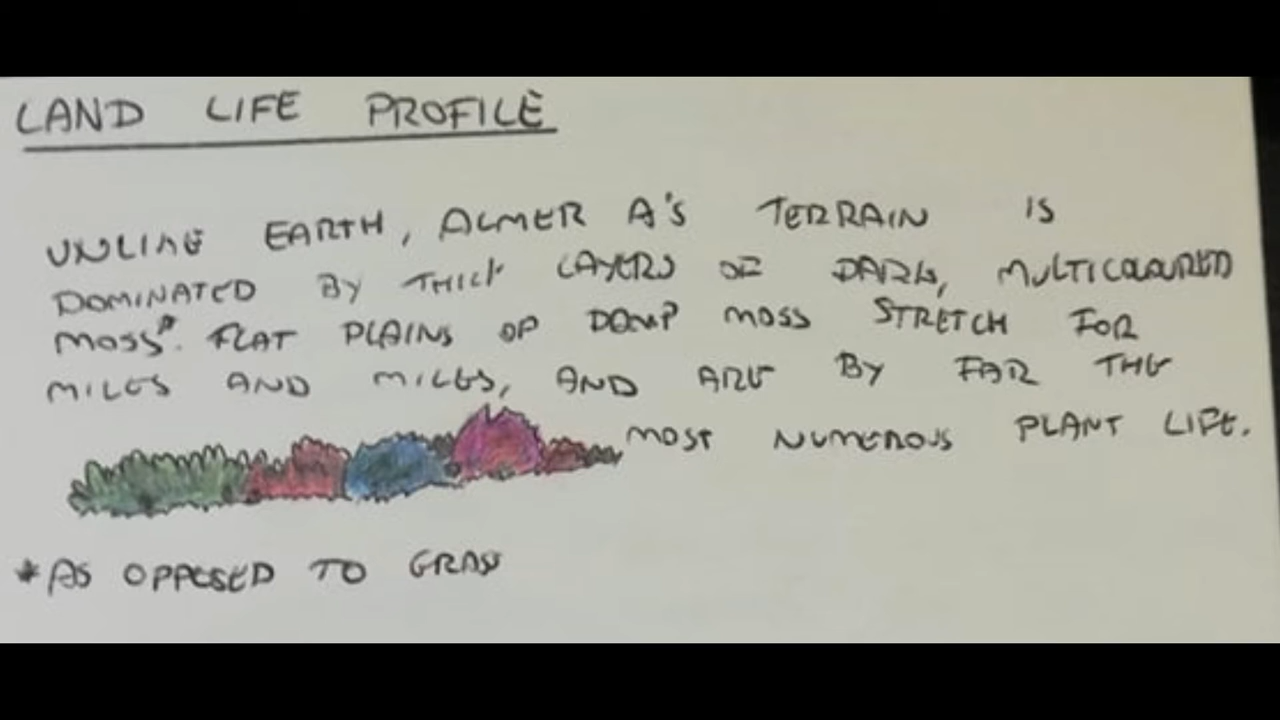 LAND LIFE PROFILE
UNLIKE EARTH, ALMER A'S TERRAIN IS
DOMINATED BY THICK LAYERS OF DARK, MULTICOLOURED
MOSS*. FLAT PLAINS OF DAMP MOSS STRETCH FOR
MILES AND MILES, AND ARE BY FAR THE
MOST NUMEROUS PLANT LIFE.
*AS OPPOSED TO GRASS